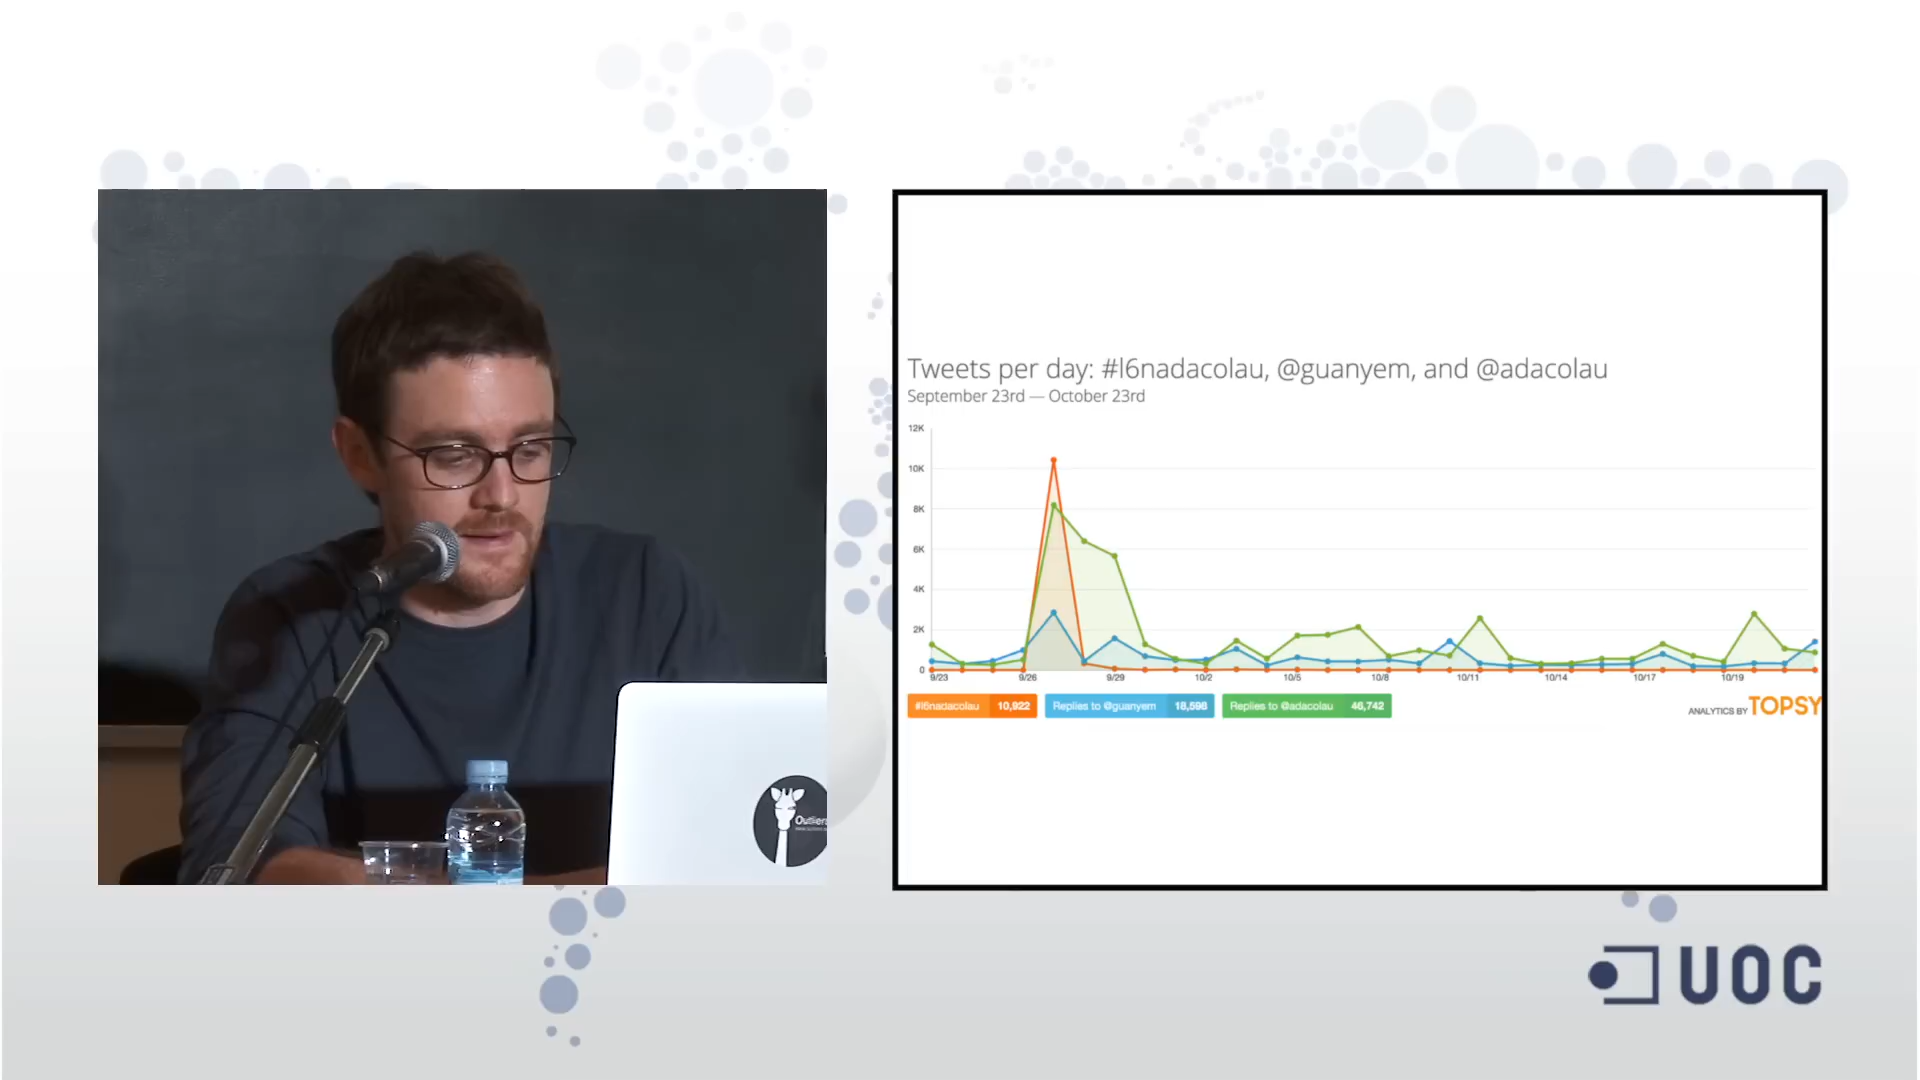 Tweets per day: #l6nadacolau, @guanyem, and @adacolau
September 23rd — October 23rd
12K
10K
8K
6K
4K
2K
0
9/23 9/26 9/29 10/2 10/5 10/8 10/11 10/14 10/17 10/19
#l6nadacolau 10,922 Replies to @guanyem 18,598 Replies to @adacolau 46,742
ANALYTICS BY TOPSY
Outliers
UOC